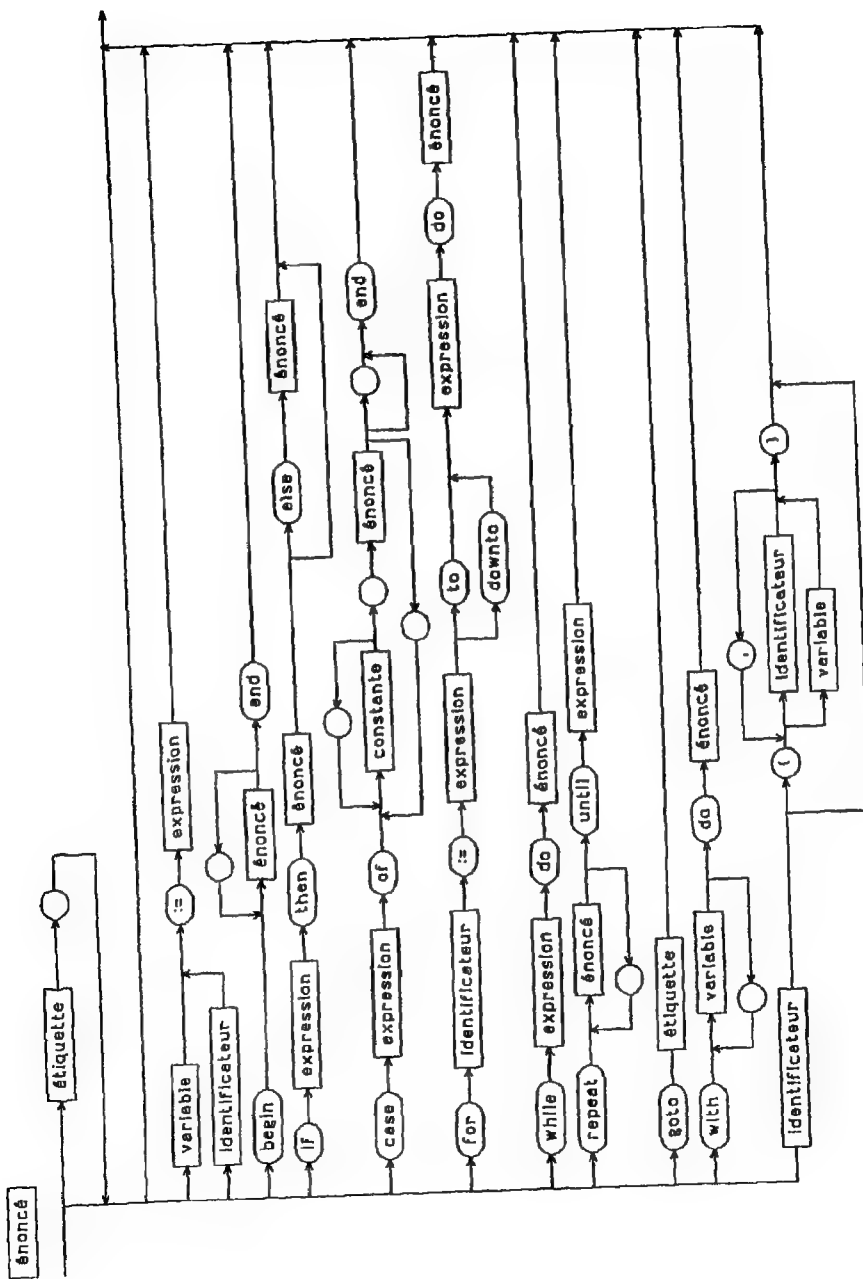 énoncé
étiquette
variable := expression
identificateur
begin énoncé end
if expression then énoncé else énoncé
case expression of constante énoncé end
for identificateur := expression to expression do énoncé
downto
while expression do énoncé
repeat énoncé until expression
goto étiquette
with variable do énoncé
identificateur ( identificateur , )
variable